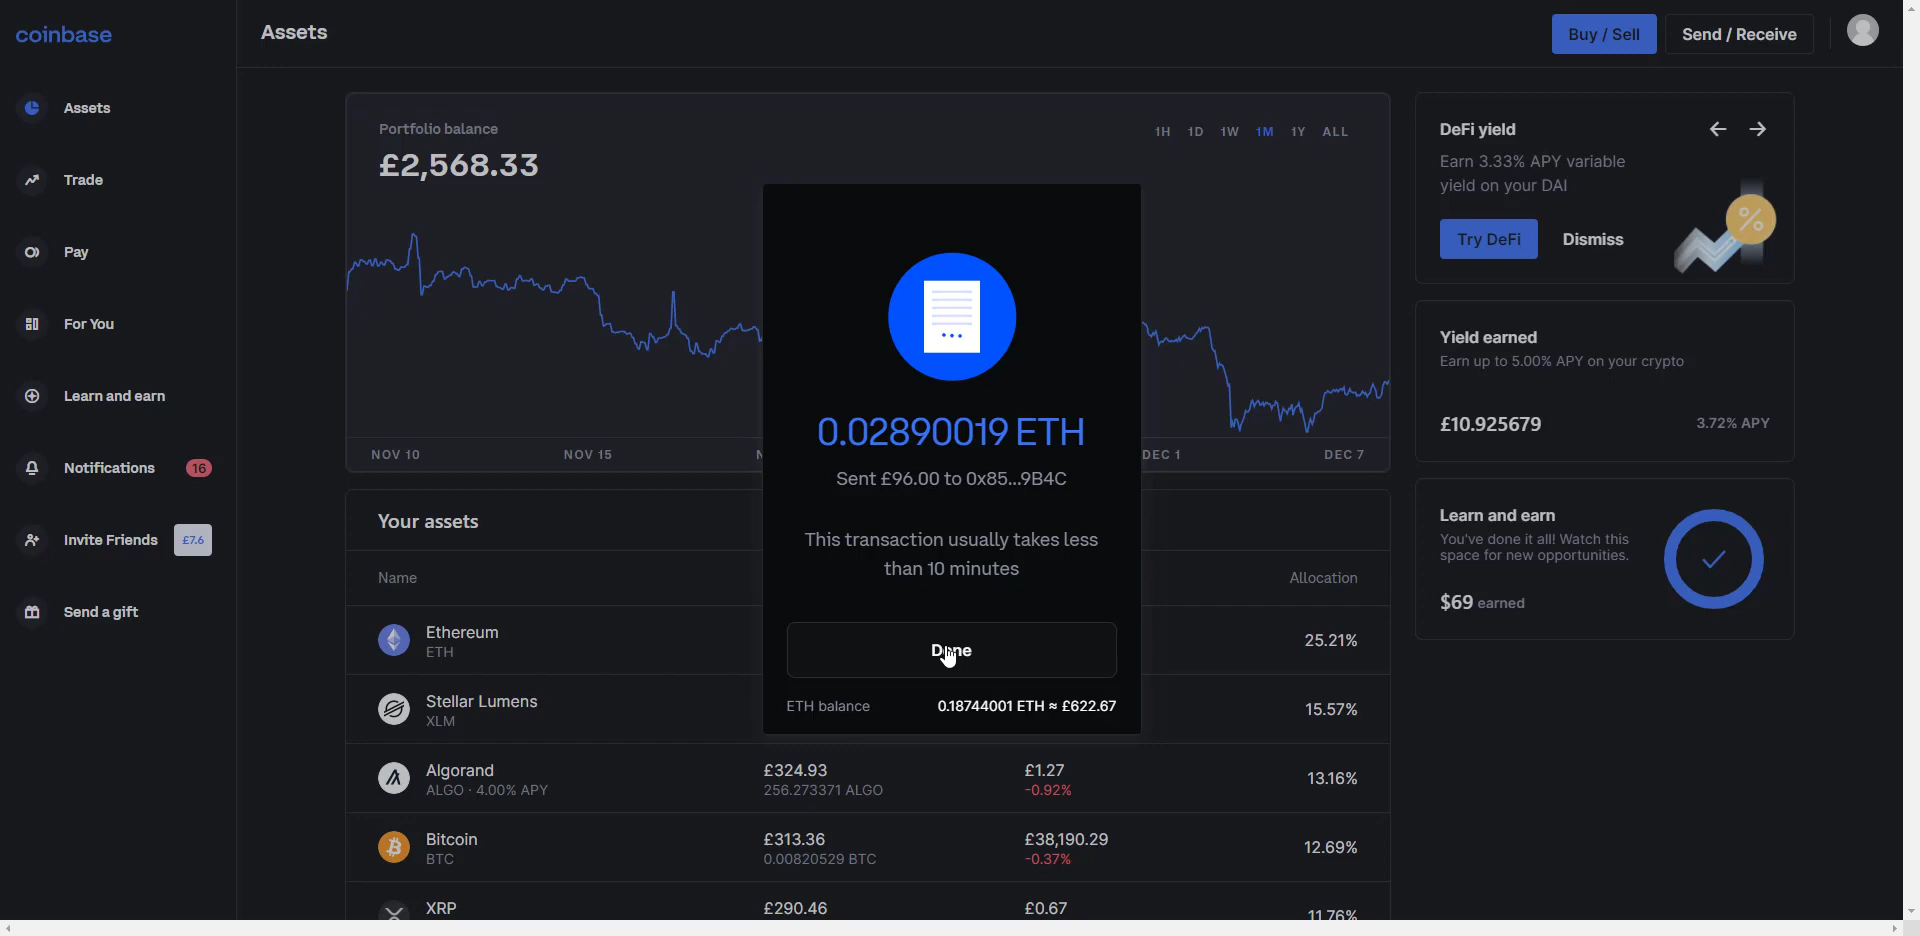 coinbase
Assets
Buy / Sell
Send / Receive
Assets
Trade
Pay
For You
Learn and earn
Notifications
16
Invite Friends
£7.6
Send a gift
Portfolio balance
£2,568.33
1H 1D 1W 1M 1Y ALL
NOV 10 NOV 15 N DEC 1 DEC 7
0.02890019 ETH
Sent £96.00 to 0x85...9B4C
This transaction usually takes less
than 10 minutes
Done
ETH balance 0.18744001 ETH ≈ £622.67
Your assets
Name Allocation
Ethereum
ETH
25.21%
Stellar Lumens
XLM
15.57%
Algorand £324.93 £1.27
ALGO · 4.00% APY 256.273371 ALGO -0.92%
13.16%
Bitcoin £313.36 £38,190.29
BTC 0.00820529 BTC -0.37%
12.69%
XRP £290.46 £0.67
11.76%
DeFi yield
Earn 3.33% APY variable
yield on your DAI
Try DeFi Dismiss
%
Yield earned
Earn up to 5.00% APY on your crypto
£10.925679 3.72% APY
Learn and earn
You've done it all! Watch this
space for new opportunities.
$69 earned